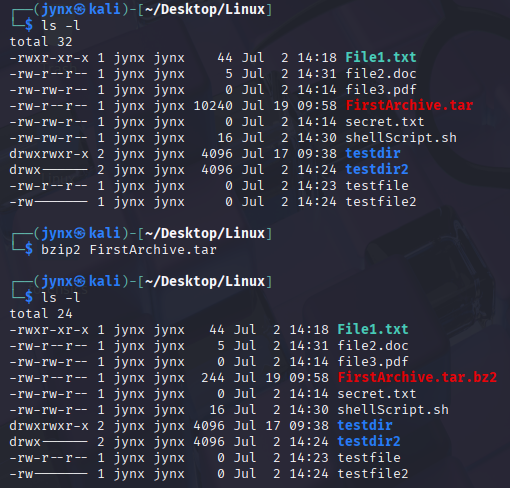 ┌──(jynx㉿kali)-[~/Desktop/Linux]
└─$ ls -l
total 32
-rwxr-xr-x 1 jynx jynx    44 Jul  2 14:18 File1.txt
-rw-r--r-- 1 jynx jynx     5 Jul  2 14:31 file2.doc
-rw-r--r-- 1 jynx jynx     0 Jul  2 14:14 file3.pdf
-rw-r--r-- 1 jynx jynx 10240 Jul 19 09:58 FirstArchive.tar
-rw-r--r-- 1 jynx jynx     0 Jul  2 14:14 secret.txt
-rw-rw-r-- 1 jynx jynx    16 Jul  2 14:30 shellScript.sh
drwxrwxr-x 2 jynx jynx  4096 Jul 17 09:38 testdir
drwx------ 2 jynx jynx  4096 Jul  2 14:24 testdir2
-rw-r--r-- 1 jynx jynx     0 Jul  2 14:23 testfile
-rw------- 1 jynx jynx     0 Jul  2 14:24 testfile2
┌──(jynx㉿kali)-[~/Desktop/Linux]
└─$ bzip2 FirstArchive.tar
┌──(jynx㉿kali)-[~/Desktop/Linux]
└─$ ls -l
total 24
-rwxr-xr-x 1 jynx jynx   44 Jul  2 14:18 File1.txt
-rw-r--r-- 1 jynx jynx    5 Jul  2 14:31 file2.doc
-rw-r--r-- 1 jynx jynx    0 Jul  2 14:14 file3.pdf
-rw-r--r-- 1 jynx jynx  244 Jul 19 09:58 FirstArchive.tar.bz2
-rw-r--r-- 1 jynx jynx    0 Jul  2 14:14 secret.txt
-rw-rw-r-- 1 jynx jynx   16 Jul  2 14:30 shellScript.sh
drwxrwxr-x 2 jynx jynx 4096 Jul 17 09:38 testdir
drwx------ 2 jynx jynx 4096 Jul  2 14:24 testdir2
-rw-r--r-- 1 jynx jynx    0 Jul  2 14:23 testfile
-rw------- 1 jynx jynx    0 Jul  2 14:24 testfile2